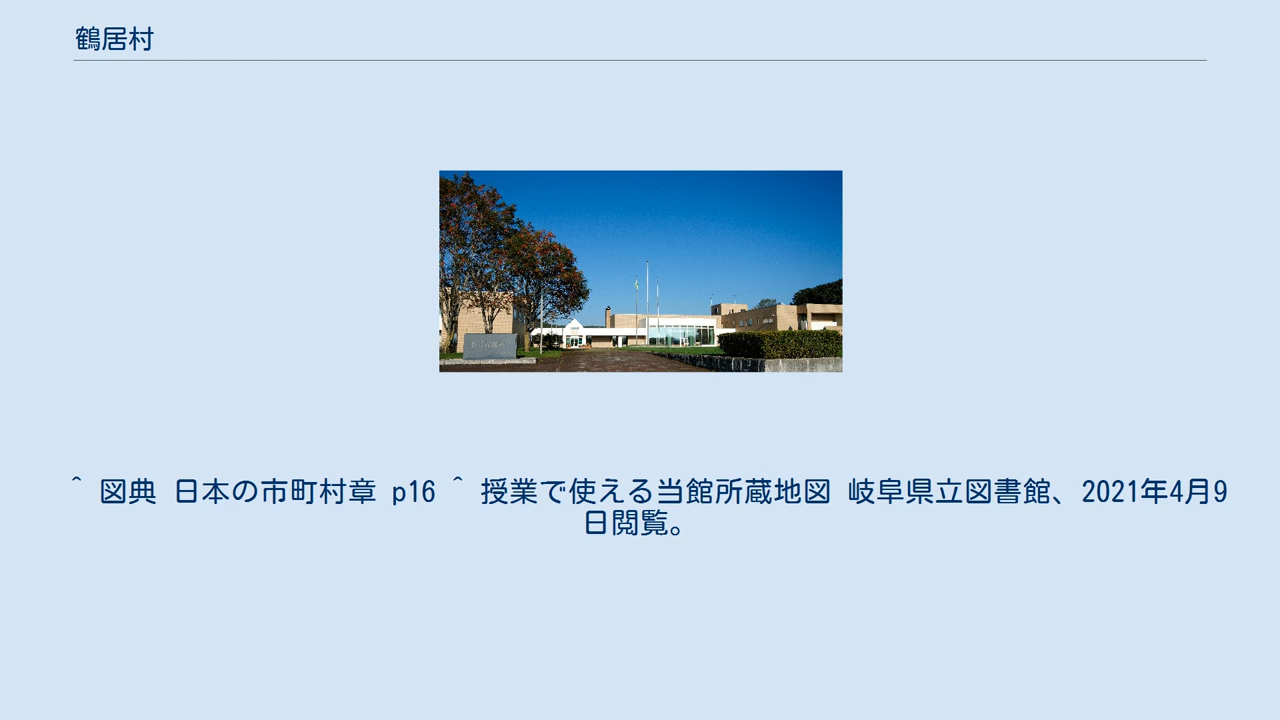 鶴居村
^ 図典 日本の市町村章 p16 ^ 授業で使える当館所蔵地図 岐阜県立図書館、2021年4月9
日閲覧。